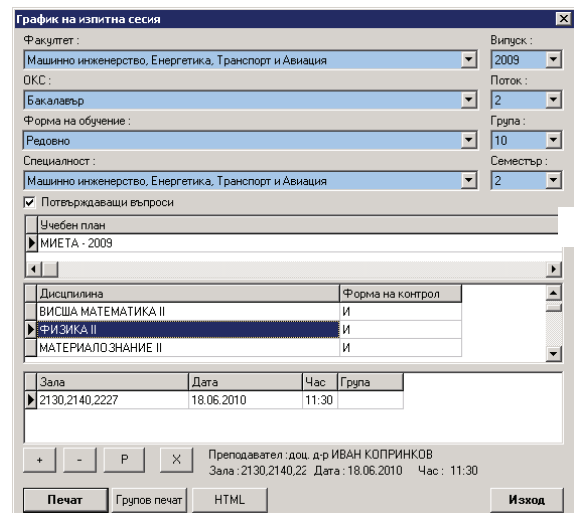 График на изпитна сесия
Факултет :
Випуск :
Машинно инженерство, Енергетика, Транспорт и Авиация
2009
ОКС :
Поток :
Бакалавър
2
Форма на обучение :
Група :
Редовно
10
Специалност :
Семестър :
Машинно инженерство, Енергетика, Транспорт и Авиация
2
Потвърждаващи въпроси
Учебен план
МИЕТА - 2009
Дисциплина Форма на контрол
ВИСША МАТЕМАТИКА II И
ФИЗИКА II И
МАТЕРИАЛОЗНАНИЕ II И
Зала Дата Час Група
2130,2140,2227 18.06.2010 11:30
+ - Р Х
Преподавател : доц. д-р ИВАН КОПРИНКОВ
Зала : 2130,2140,22 Дата : 18.06.2010 Час : 11:30
Печат Групов печат HTML Изход